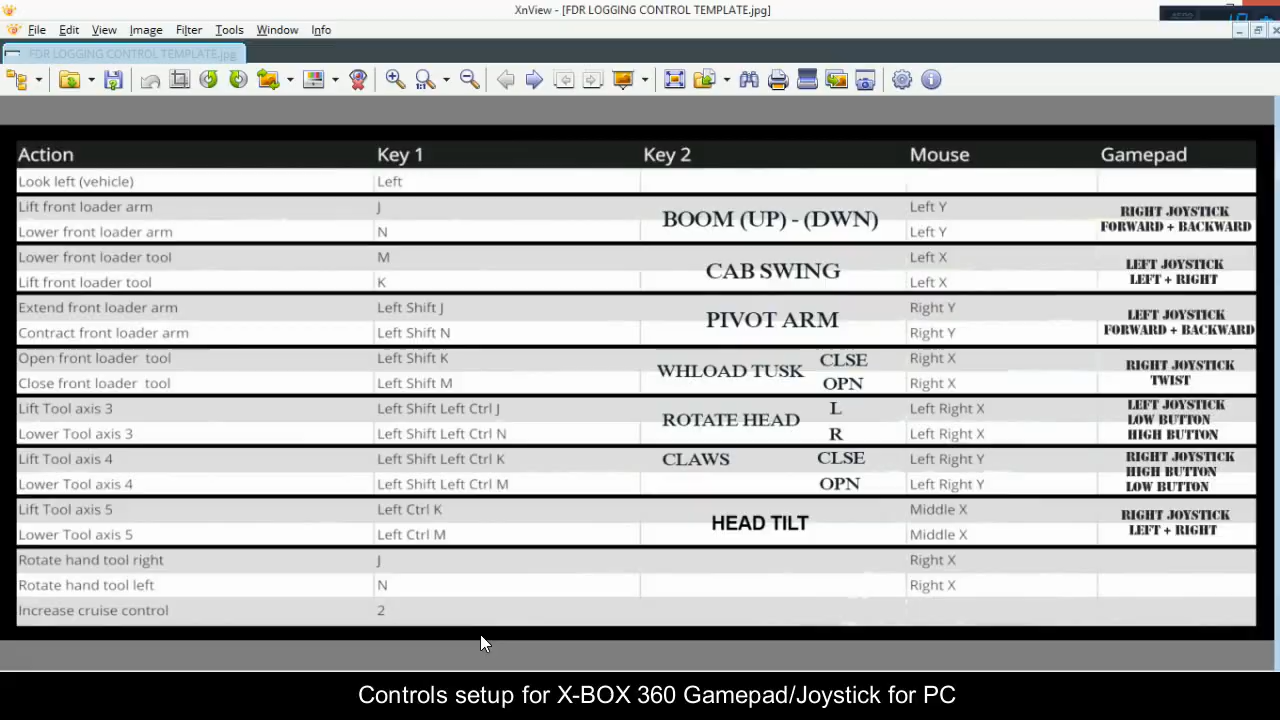 XnView - [FDR LOGGING CONTROL TEMPLATE.jpg]
File Edit View Image Filter Tools Window Info
FDR LOGGING CONTROL TEMPLATE.jpg
1:1
Action Key 1 Key 2 Mouse Gamepad
Look left (vehicle) Left
Lift front loader arm J Left Y
BOOM (UP) - (DWN) RIGHT JOYSTICK
FORWARD + BACKWARD
Lower front loader arm N Left Y
Lower front loader tool M Left X
CAB SWING LEFT JOYSTICK
LEFT + RIGHT
Lift front loader tool K Left X
Extend front loader arm Left Shift J Right Y
PIVOT ARM LEFT JOYSTICK
FORWARD + BACKWARD
Contract front loader arm Left Shift N Right Y
Open front loader tool Left Shift K CLSE Right X
WHLOAD TUSK RIGHT JOYSTICK
TWIST
Close front loader tool Left Shift M OPN Right X
Lift Tool axis 3 Left Shift Left Ctrl J L Left Right X LEFT JOYSTICK
ROTATE HEAD LOW BUTTON
Lower Tool axis 3 Left Shift Left Ctrl N R Left Right X HIGH BUTTON
Lift Tool axis 4 Left Shift Left Ctrl K CLAWS CLSE Left Right Y RIGHT JOYSTICK
HIGH BUTTON
Lower Tool axis 4 Left Shift Left Ctrl M OPN Left Right Y LOW BUTTON
Lift Tool axis 5 Left Ctrl K Middle X RIGHT JOYSTICK
HEAD TILT LEFT + RIGHT
Lower Tool axis 5 Left Ctrl M Middle X
Rotate hand tool right J Right X
Rotate hand tool left N Right X
Increase cruise control 2
Controls setup for X-BOX 360 Gamepad/Joystick for PC